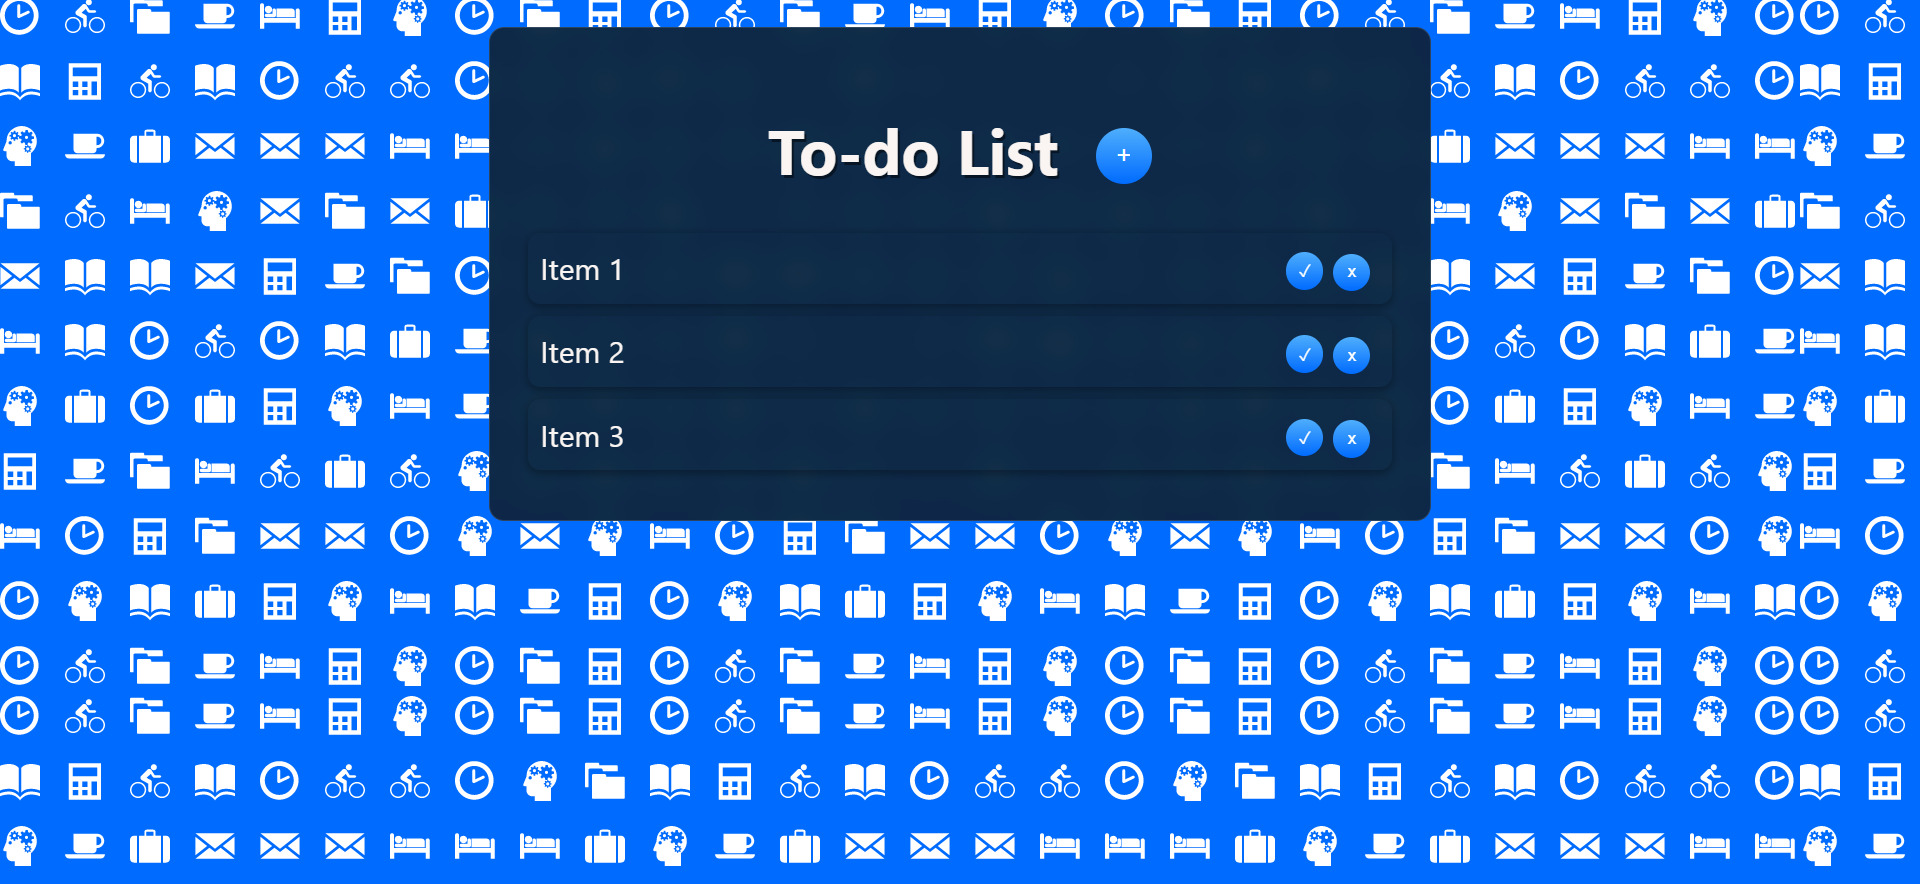 To-do List +
Item 1 ✓ x
Item 2 ✓ x
Item 3 ✓ x